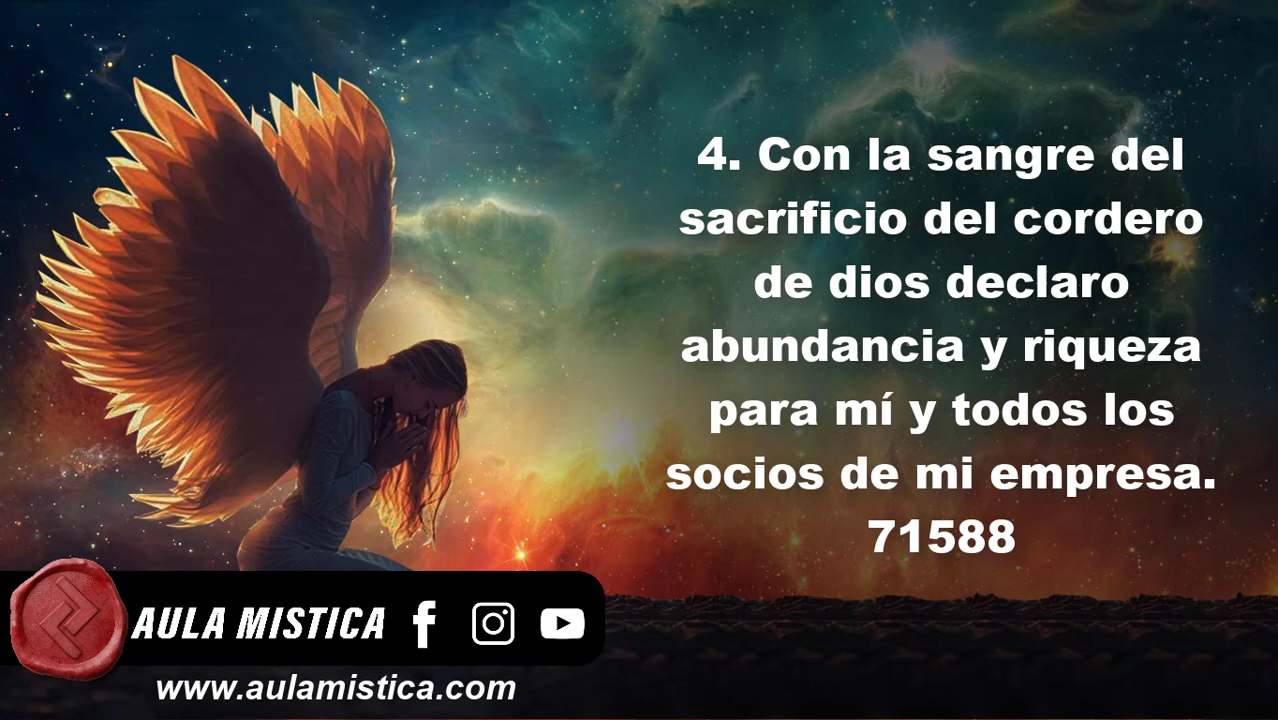 4. Con la sangre del
sacrificio del cordero
de dios declaro
abundancia y riqueza
para mí y todos los
socios de mi empresa.
71588
AULA MISTICA
www.aulamistica.com